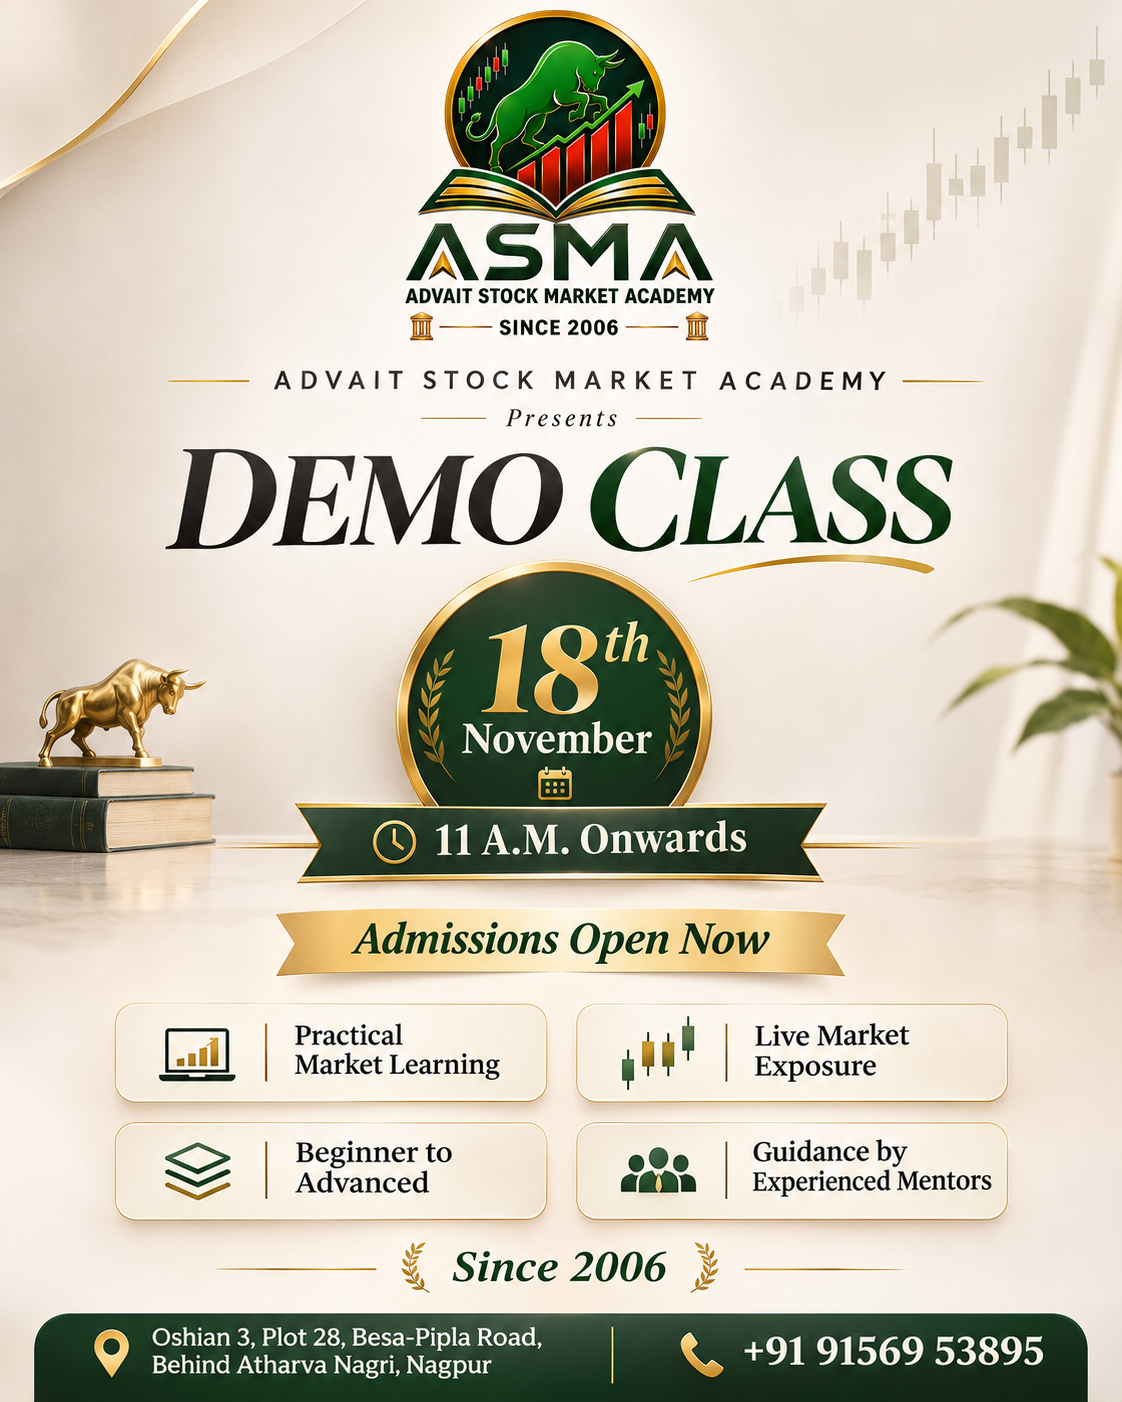 ASMA
ADVAIT STOCK MARKET ACADEMY
SINCE 2006
ADVAIT STOCK MARKET ACADEMY
Presents
DEMO CLASS
18th
November
11 A.M. Onwards
Admissions Open Now
Practical
Market Learning
Live Market
Exposure
Beginner to
Advanced
Guidance by
Experienced Mentors
Since 2006
Oshian 3, Plot 28, Besa-Pipla Road,
Behind Atharva Nagri, Nagpur
+91 91569 53895